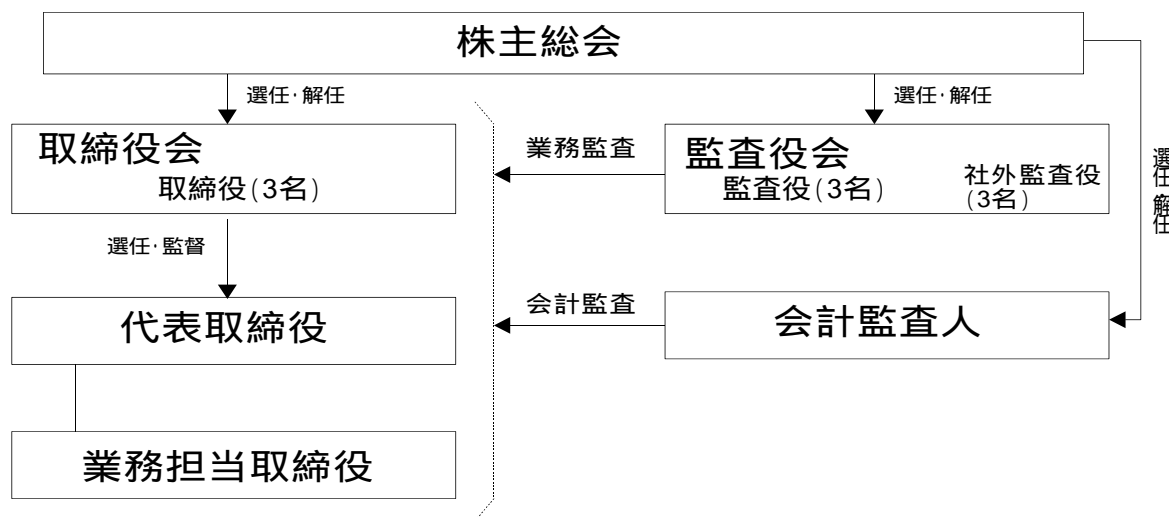 株主総会
選任･解任
選任･解任
取締役会
取締役(3名)
業務監査
監査役会
監査役(3名)
社外監査役
(3名)
選任･解任
選任･監督
代表取締役
会計監査
会計監査人
業務担当取締役